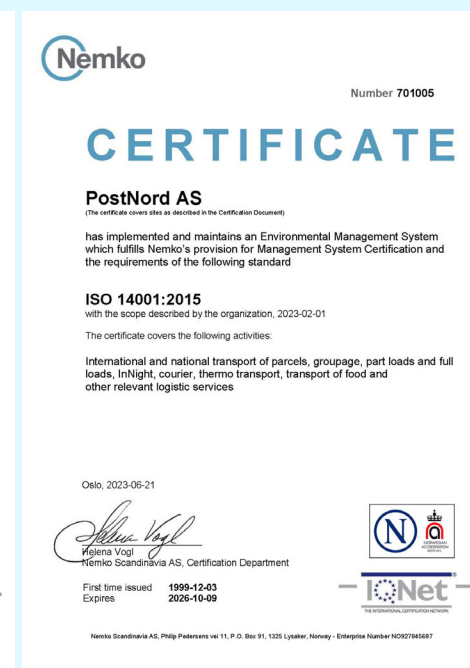 Nemko
Number 701005
CERTIFICATE
PostNord AS
(The certificate covers sites as described in the Certification Document)
has implemented and maintains an Environmental Management System
which fulfills Nemko's provision for Management System Certification and
the requirements of the following standard
ISO 14001:2015
with the scope described by the organization, 2023-02-01
The certificate covers the following activities:
International and national transport of parcels, groupage, part loads and full
loads, InNight, courier, thermo transport, transport of food and
other relevant logistic services
Oslo, 2023-06-21
Helena Vogl
Helena Vogl
Nemko Scandinavia AS, Certification Department
N
NORWEGIAN
ACCREDITATION
First time issued 1999-12-03
Expires 2026-10-09
IQNet
THE INTERNATIONAL CERTIFICATION NETWORK
Nemko Scandinavia AS, Philip Pedersens vei 11, P.O. Box 91, 1325 Lysaker, Norway - Enterprise Number NO927845687